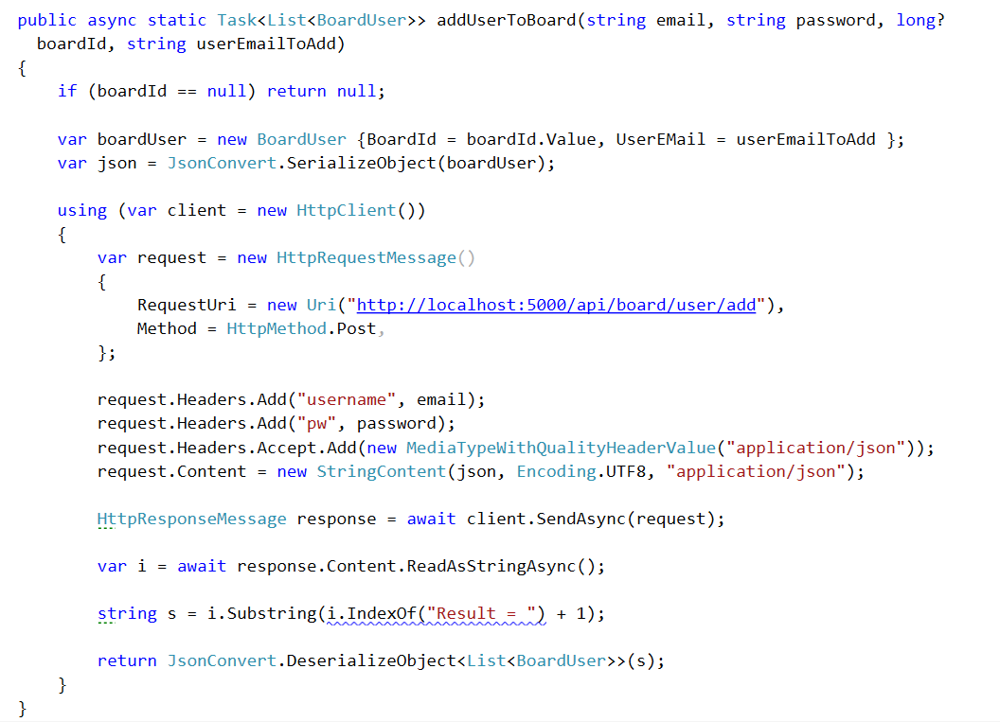 public async static Task<List<BoardUser>> addUserToBoard(string email, string password, long?
  boardId, string userEmailToAdd)
{
    if (boardId == null) return null;

    var boardUser = new BoardUser {BoardId = boardId.Value, UserEMail = userEmailToAdd };
    var json = JsonConvert.SerializeObject(boardUser);

    using (var client = new HttpClient())
    {
        var request = new HttpRequestMessage()
        {
            RequestUri = new Uri("http://localhost:5000/api/board/user/add"),
            Method = HttpMethod.Post,
        };

        request.Headers.Add("username", email);
        request.Headers.Add("pw", password);
        request.Headers.Accept.Add(new MediaTypeWithQualityHeaderValue("application/json"));
        request.Content = new StringContent(json, Encoding.UTF8, "application/json");

        HttpResponseMessage response = await client.SendAsync(request);

        var i = await response.Content.ReadAsStringAsync();

        string s = i.Substring(i.IndexOf("Result = ") + 1);

        return JsonConvert.DeserializeObject<List<BoardUser>>(s);
    }
}